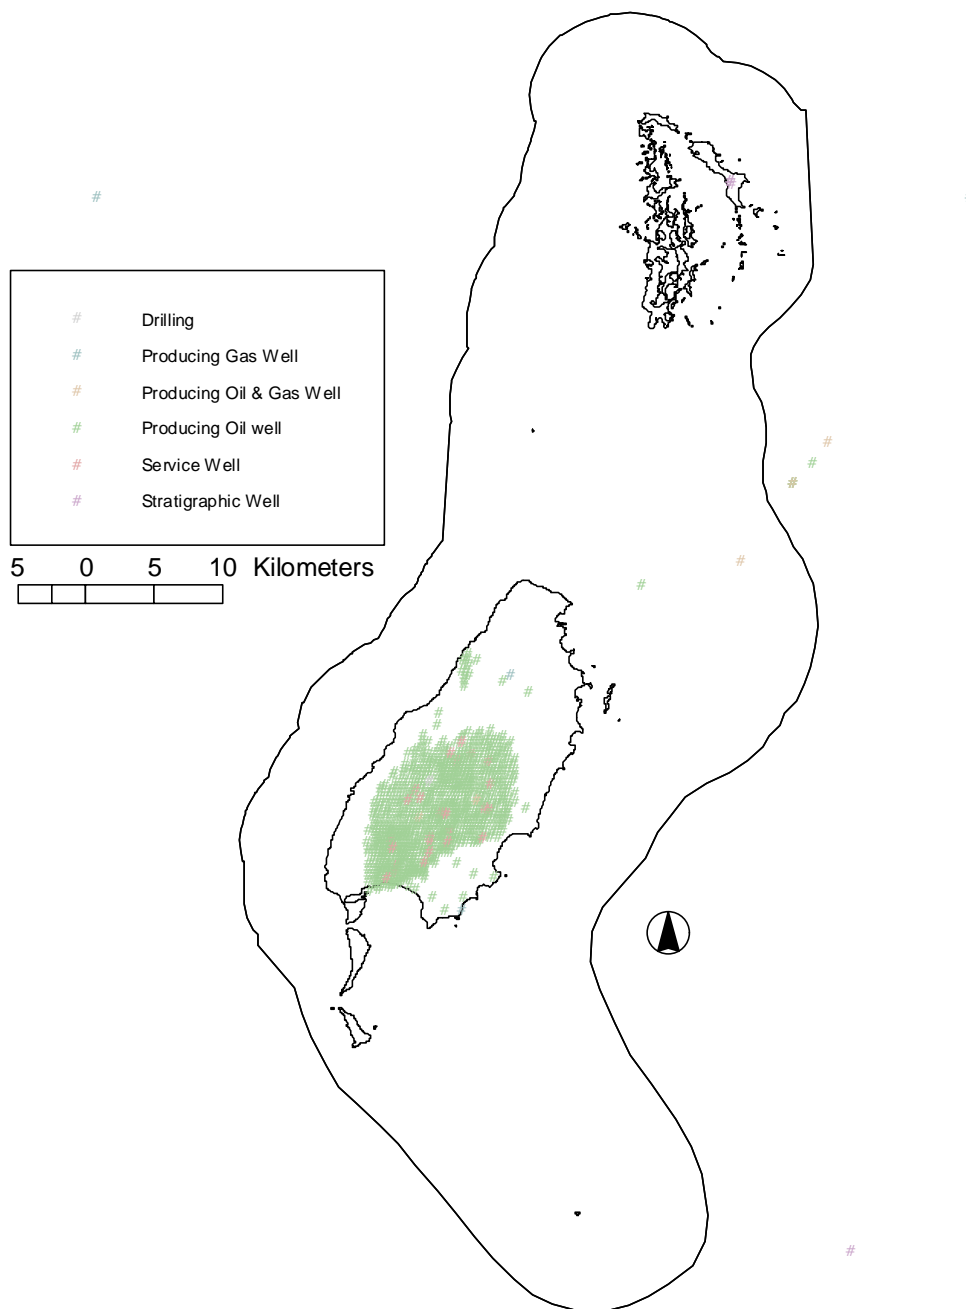 # Drilling
# Producing Gas Well
# Producing Oil & Gas Well
# Producing Oil well
# Service Well
# Stratigraphic Well
5 0 5 10 Kilometers